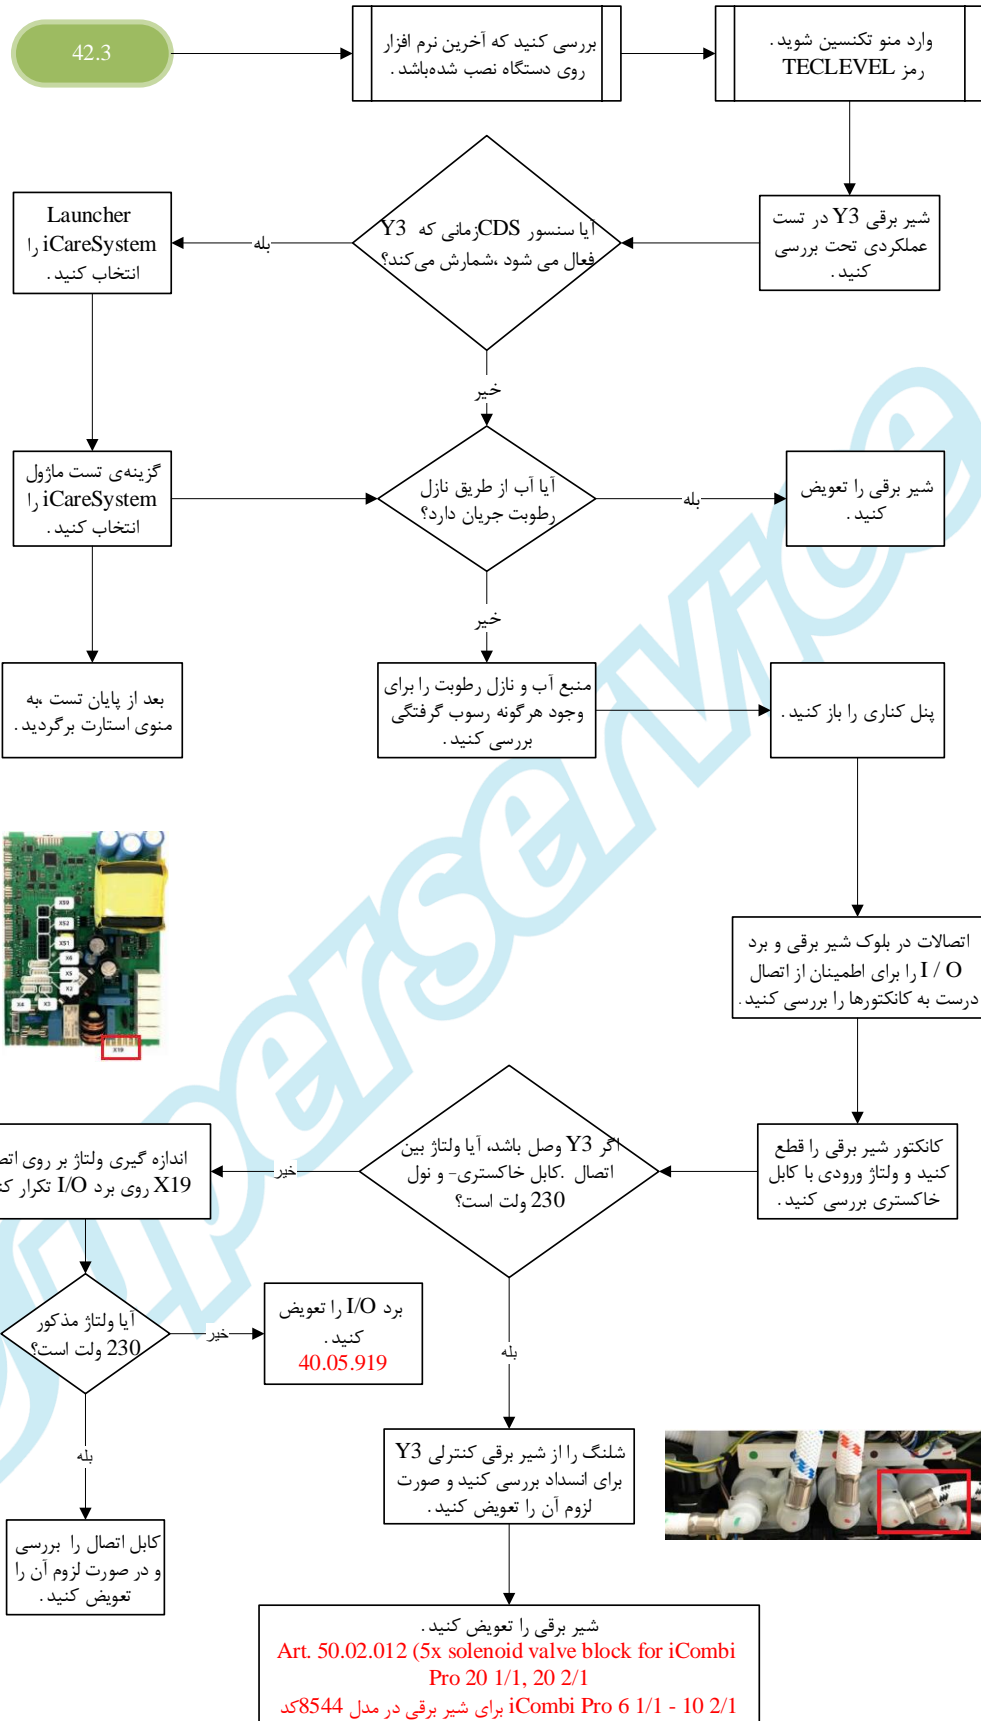 42.3
بررسی کنید که آخرین نرم افزار
روی دستگاه نصب شده‌باشد.
وارد منو تکنسین شوید.
رمز TECLEVEL
شیر برقی Y3 در تست
عملکردی تحت بررسی
کنید.
آیا سنسور CDSزمانی که Y3
فعال می شود ،شمارش می‌کند؟
بله
Launcher
iCareSystem را
انتخاب کنید.
خیر
گزینه‌ی تست ماژول
iCareSystem را
انتخاب کنید.
آیا آب از طریق نازل
رطوبت جریان دارد؟
بله
شیر برقی را تعویض
کنید.
خیر
بعد از پایان تست ،به
منوی استارت برگردید.
منبع آب و نازل رطوبت را برای
وجود هرگونه رسوب گرفتگی
بررسی کنید.
پنل کناری را باز کنید.
X59
X52
X51
X6
X5
X2
X4
X3
X19
اتصالات در بلوک شیر برقی و برد
I / O را برای اطمینان از اتصال
درست به کانکتورها را بررسی کنید.
کانکتور شیر برقی را قطع
کنید و ولتاژ ورودی با کابل
خاکستری بررسی کنید.
اگر Y3 وصل باشد، آیا ولتاژ بین
اتصال .کابل خاکستری- و نول
230 ولت است؟
خیر
اندازه گیری ولتاژ بر روی
X19 روی برد I/O تکرار
آیا ولتاژ مذکور
230 ولت است؟
خیر
برد I/O را تعویض
کنید.
40.05.919
بله
بله
شلنگ را از شیر برقی کنترلی Y3
برای انسداد بررسی کنید و صورت
لزوم آن را تعویض کنید.
کابل اتصال را بررسی
و در صورت لزوم آن را
تعویض کنید.
شیر برقی را تعویض کنید.
Art. 50.02.012 (5x solenoid valve block for iCombi
Pro 20 1/1, 20 2/1
iCombi Pro 6 1/1 - 10 2/1 برای شیر برقی در مدل 8544کد
perservice